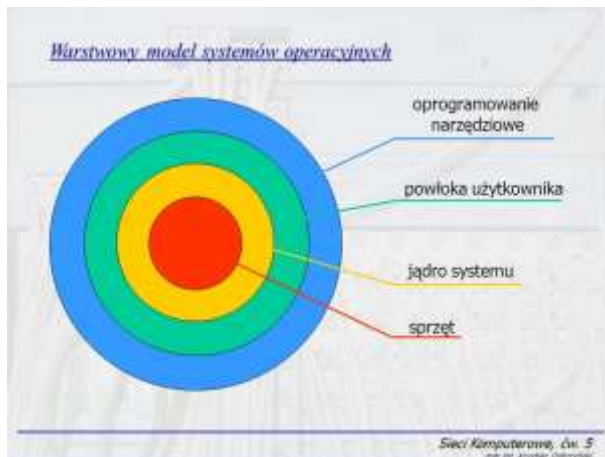 Warstwowy model systemów operacyjnych
oprogramowanie
narzędziowe
powłoka użytkownika
jądro systemu
sprzęt
Sieci Komputerowe, ćw. 5